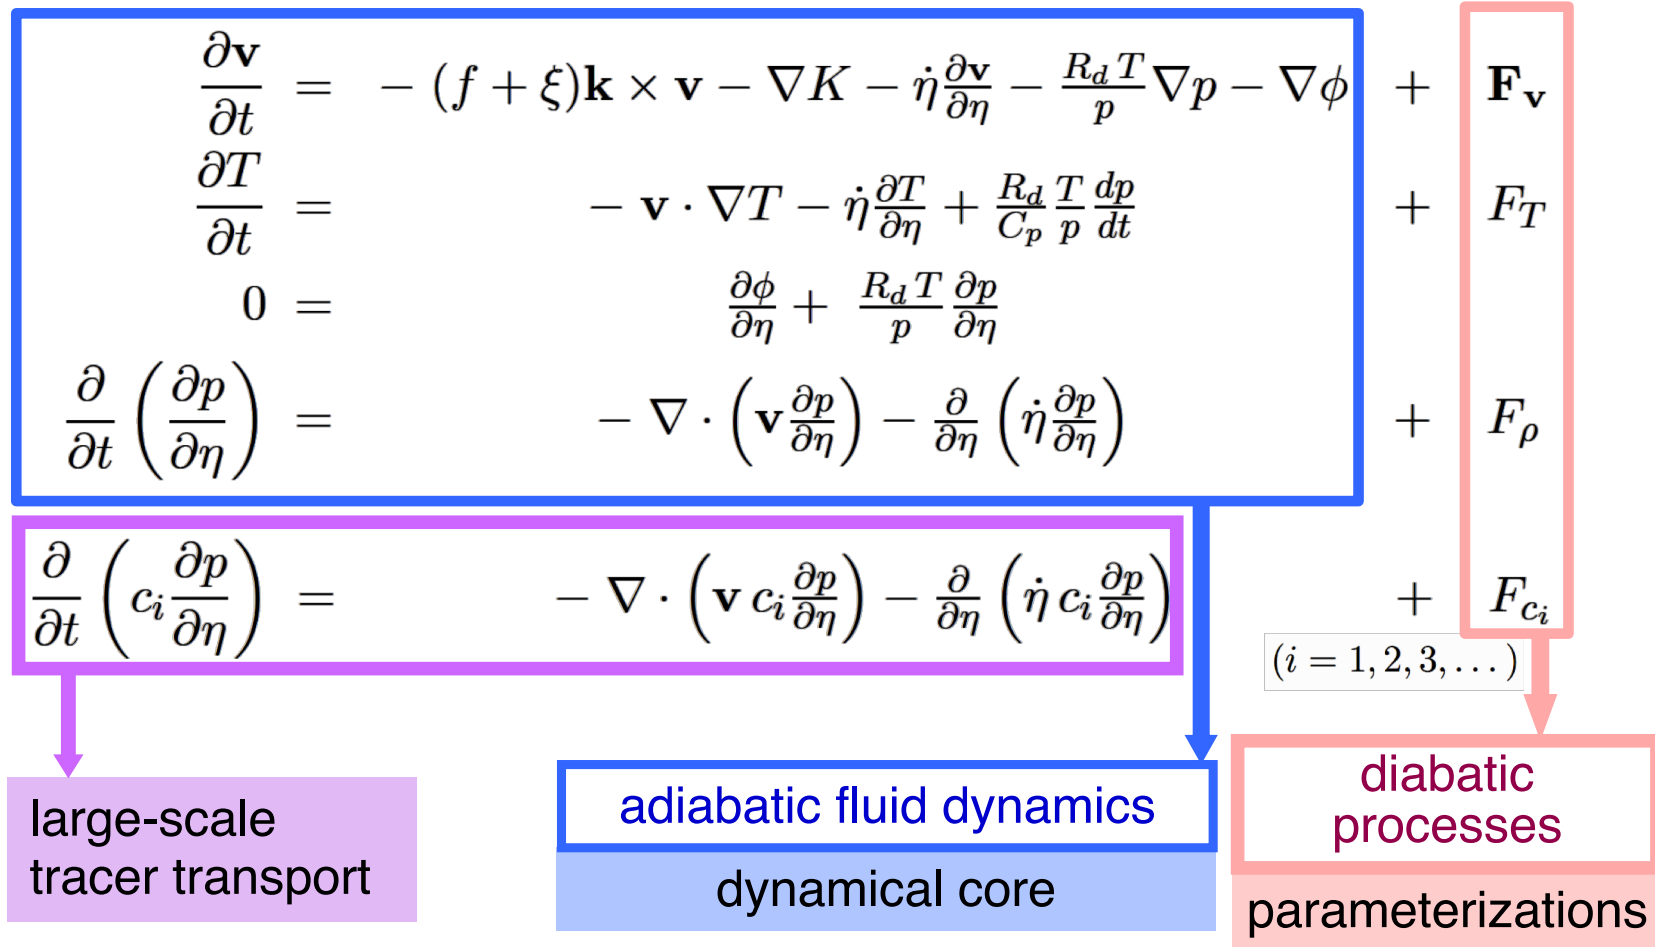 ∂𝐯/∂t = − (f + ξ)𝐤 × 𝐯 − ∇K − η̇ ∂𝐯/∂η − (R_d T/p)∇p − ∇ϕ + 𝐅_𝐯
∂T/∂t = − 𝐯 · ∇T − η̇ ∂T/∂η + (R_d/C_p) (T/p) (dp/dt) + F_T
0 = ∂ϕ/∂η + (R_d T/p) ∂p/∂η
∂/∂t (∂p/∂η) = − ∇ · (𝐯 ∂p/∂η) − ∂/∂η (η̇ ∂p/∂η) + F_ρ
∂/∂t (c_i ∂p/∂η) = − ∇ · (𝐯 c_i ∂p/∂η) − ∂/∂η (η̇ c_i ∂p/∂η) + F_{c_i}
(i = 1, 2, 3, . . . )
large-scale
tracer transport
adiabatic fluid dynamics
dynamical core
diabatic
processes
parameterizations